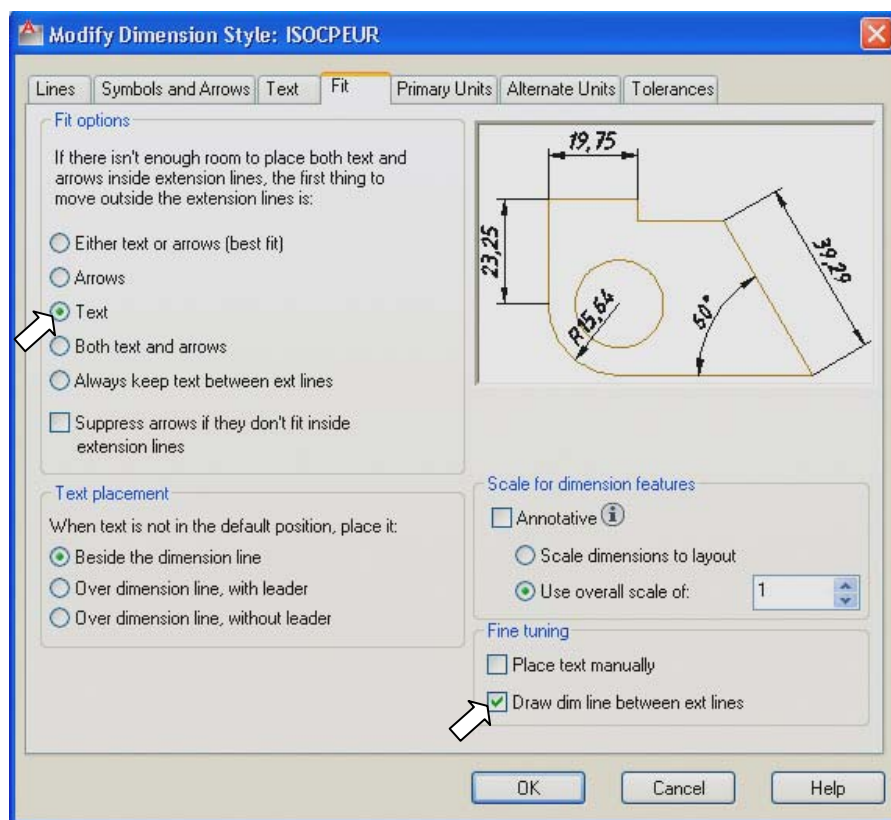 Modify Dimension Style: ISOCPEUR
Lines Symbols and Arrows Text Fit Primary Units Alternate Units Tolerances
Fit options
If there isn't enough room to place both text and
arrows inside extension lines, the first thing to
move outside the extension lines is:
Either text or arrows (best fit)
Arrows
Text
Both text and arrows
Always keep text between ext lines
Suppress arrows if they don't fit inside
extension lines
19,75
23,25
39,29
R15,64
60°
Text placement
When text is not in the default position, place it:
Beside the dimension line
Over dimension line, with leader
Over dimension line, without leader
Scale for dimension features
Annotative
Scale dimensions to layout
Use overall scale of: 1
Fine tuning
Place text manually
Draw dim line between ext lines
OK Cancel Help